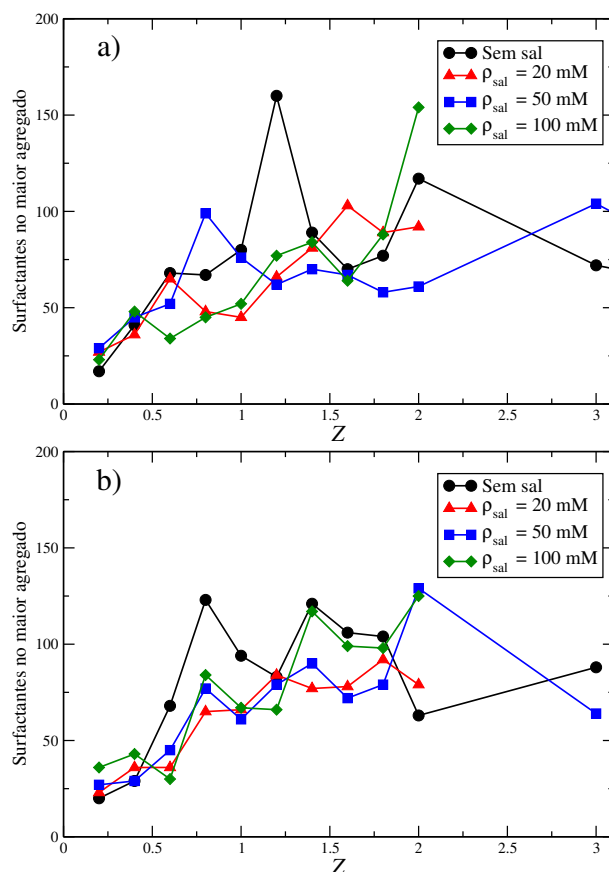 a)
Sem sal
ρsal = 20 mM
ρsal = 50 mM
ρsal = 100 mM
Surfactantes no maior agregado
200
150
100
50
0
0 0.5 1 1.5 2 2.5 3
Z
b)
Sem sal
ρsal = 20 mM
ρsal = 50 mM
ρsal = 100 mM
Surfactantes no maior agregado
200
150
100
50
0
0 0.5 1 1.5 2 2.5 3
Z